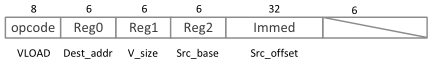 8 6 6 6 32 6
opcode Reg0 Reg1 Reg2 Immed
VLOAD Dest_addr V_size Src_base Src_offset